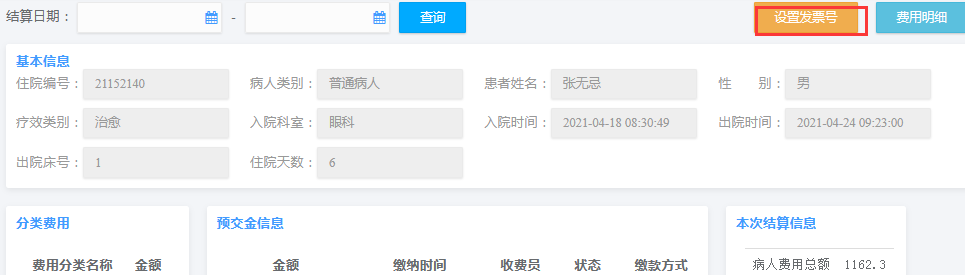 结算日期： - 查询 设置发票号 费用明细
基本信息
住院编号： 21152140 病人类别： 普通病人 患者姓名： 张无忌 性 别： 男
疗效类别： 治愈 入院科室： 眼科 入院时间： 2021-04-18 08:30:49 出院时间： 2021-04-24 09:23:00
出院床号： 1 住院天数： 6
分类费用 预交金信息 本次结算信息
费用分类名称 金额 金额 缴纳时间 收费员 状态 缴款方式 病人费用总额 1162.3